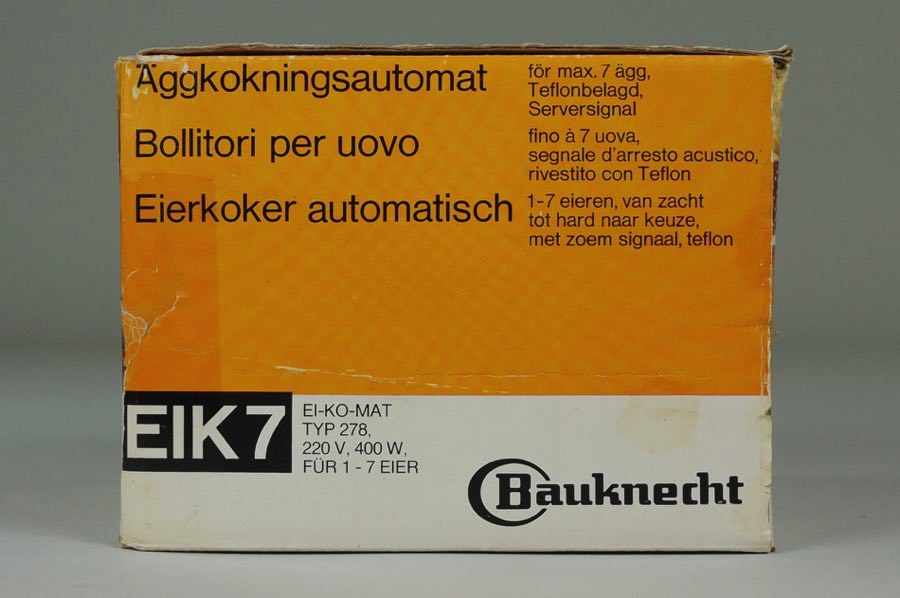 Äggkokningsautomat
för max. 7 ägg,
Teflonbelagd,
Serversignal
Bollitori per uovo
fino à 7 uova,
segnale d'arresto acustico,
rivestito con Teflon
Eierkoker automatisch
1-7 eieren, van zacht
tot hard naar keuze,
met zoem signaal, teflon
EIK7
EI-KO-MAT
TYP 278,
220 V, 400 W,
FÜR 1 - 7 EIER
Bauknecht